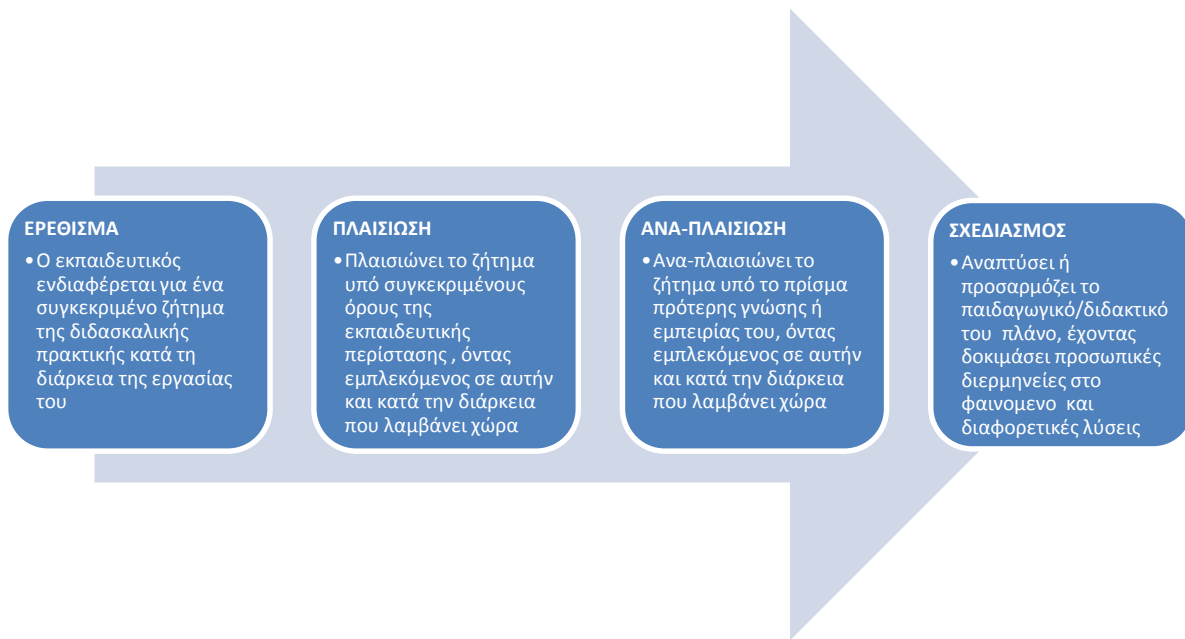 ΕΡΕΘΙΣΜΑ
•Ο εκπαιδευτικός
ενδιαφέρεται για ένα
συγκεκριμένο ζήτημα
της διδασκαλικής
πρακτικής κατά τη
διάρκεια της εργασίας
του
ΠΛΑΙΣΙΩΣΗ
•Πλαισιώνει το ζήτημα
υπό συγκεκριμένους
όρους της
εκπαιδευτικής
περίστασης , όντας
εμπλεκόμενος σε αυτήν
και κατά την διάρκεια
που λαμβάνει χώρα
ΑΝΑ-ΠΛΑΙΣΙΩΣΗ
•Ανα-πλαισιώνει το
ζήτημα υπό το πρίσμα
πρότερης γνώσης ή
εμπειρίας του, όντας
εμπλεκόμενος σε αυτήν
και κατά την διάρκεια
που λαμβάνει χώρα
ΣΧΕΔΙΑΣΜΟΣ
•Αναπτύσει ή
προσαρμόζει το
παιδαγωγικό/διδακτικό
του πλάνο, έχοντας
δοκιμάσει προσωπικές
διερμηνείες στο
φαινομενο και
διαφορετικές λύσεις